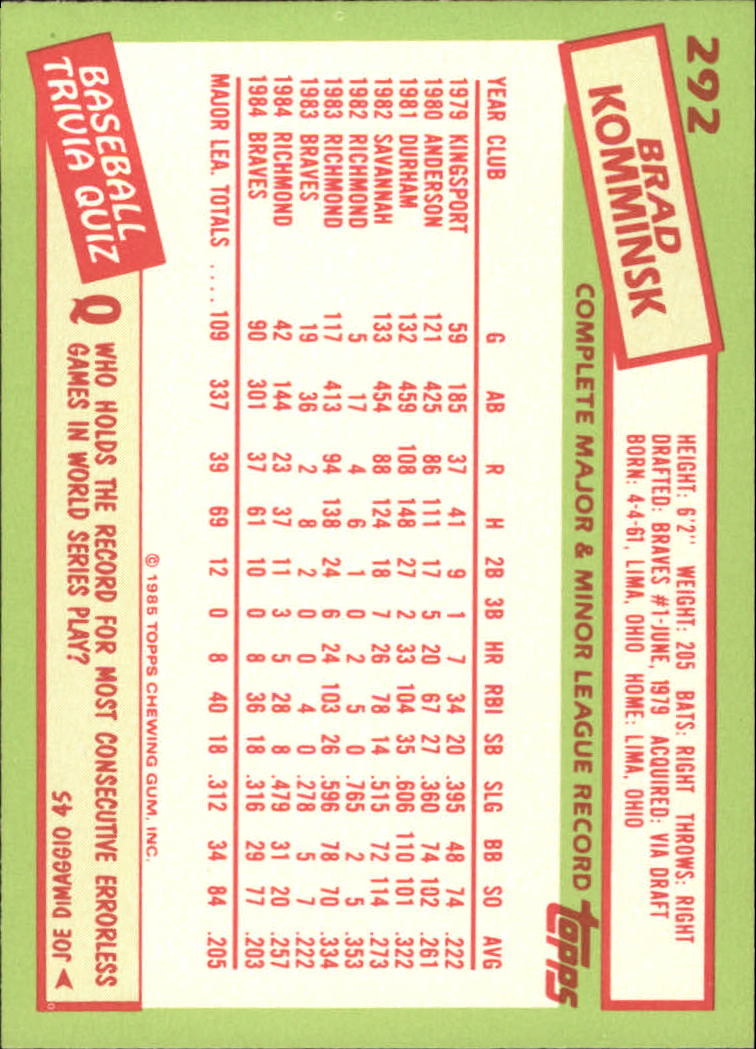 292
BRAD
KOMMINSK
HEIGHT: 6'2" WEIGHT: 205 BATS: RIGHT THROWS: RIGHT
DRAFTED: BRAVES #1-JUNE, 1979 ACQUIRED: VIA DRAFT
BORN: 4-4-61, LIMA, OHIO HOME: LIMA, OHIO
COMPLETE MAJOR & MINOR LEAGUE RECORD topps
YEAR CLUB G AB R H 2B 3B HR RBI SB SLG BB SO AVG
1979 KINGSPORT 59 185 37 41 9 1 7 34 20 .395 48 74 .222
1980 ANDERSON 121 425 86 111 17 5 20 67 27 .360 74 102 .261
1981 DURHAM 132 459 108 148 27 2 33 104 35 .606 110 101 .322
1982 SAVANNAH 133 454 88 124 18 7 26 78 14 .515 72 114 .273
1982 RICHMOND 5 17 4 6 1 0 2 5 0 .765 2 5 .353
1983 RICHMOND 117 413 94 138 24 6 24 103 26 .596 78 70 .334
1983 BRAVES 19 36 2 8 2 0 0 4 0 .278 5 7 .222
1984 RICHMOND 42 144 23 37 11 3 5 28 8 .479 31 20 .257
1984 BRAVES 90 301 37 61 10 0 8 36 18 .316 29 77 .203
MAJOR LEA. TOTALS .... 109 337 39 69 12 0 8 40 18 .312 34 84 .205
© 1985 TOPPS CHEWING GUM, INC.
BASEBALL
TRIVIA QUIZ
Q WHO HOLDS THE RECORD FOR MOST CONSECUTIVE ERRORLESS
GAMES IN WORLD SERIES PLAY?
JOE DIMAGGIO 45